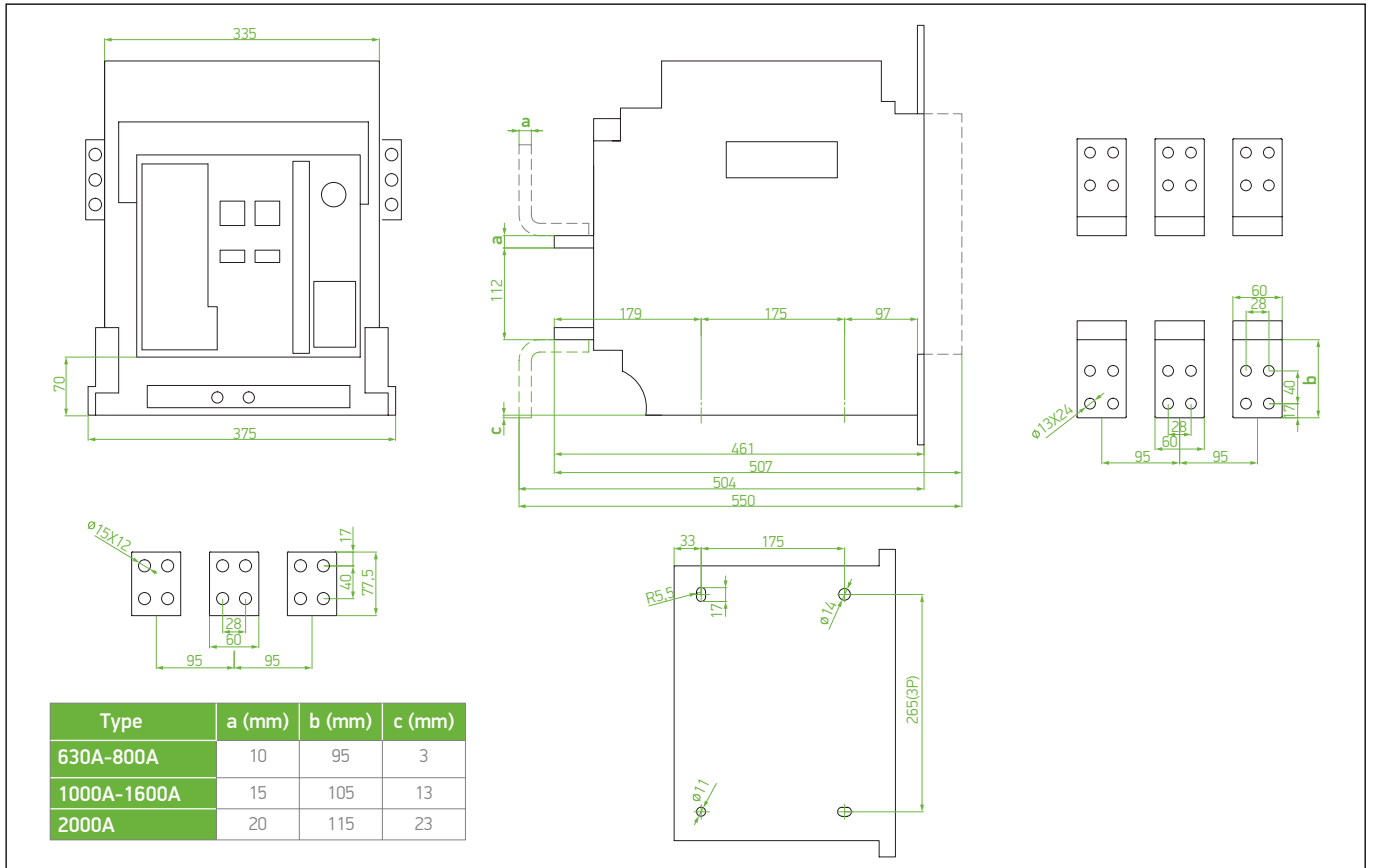 335
70
375
a
a
112
179
175
97
c
461
507
504
550
60
28
b
40
17
ø13X24
28
60
95
95
ø15X12
17
40
77,5
28
60
95
95
33
175
R5,5
17
ø14
265(3P)
ø11
Type a (mm) b (mm) c (mm)
630A-800A 10 95 3
1000A-1600A 15 105 13
2000A 20 115 23